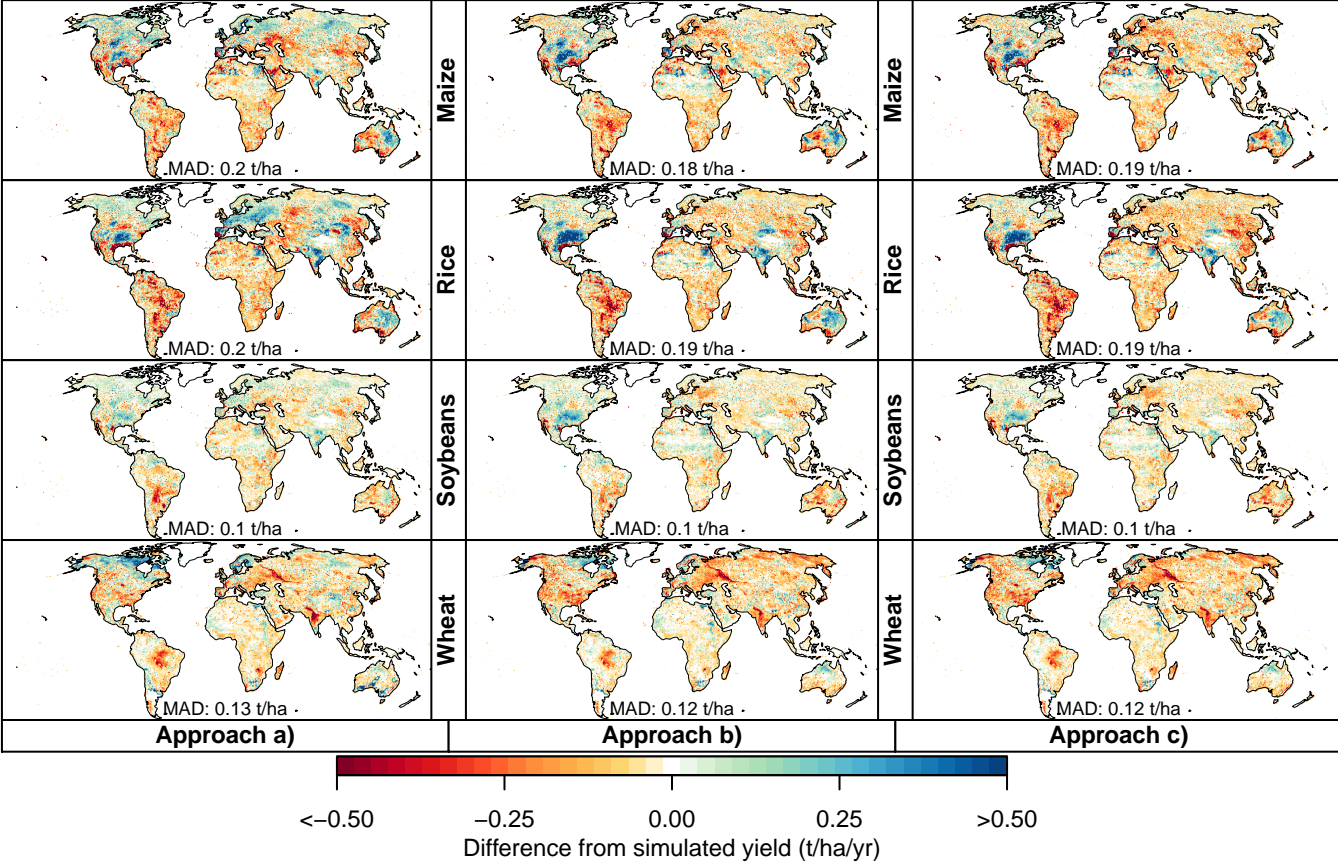 Maize
Maize
MAD: 0.2 t/ha
MAD: 0.18 t/ha
MAD: 0.19 t/ha
Rice
Rice
MAD: 0.2 t/ha
MAD: 0.19 t/ha
MAD: 0.19 t/ha
Soybeans
Soybeans
MAD: 0.1 t/ha
MAD: 0.1 t/ha
MAD: 0.1 t/ha
Wheat
Wheat
MAD: 0.13 t/ha
MAD: 0.12 t/ha
MAD: 0.12 t/ha
Approach a)
Approach b)
Approach c)
<−0.50 −0.25 0.00 0.25 >0.50
Difference from simulated yield (t/ha/yr)